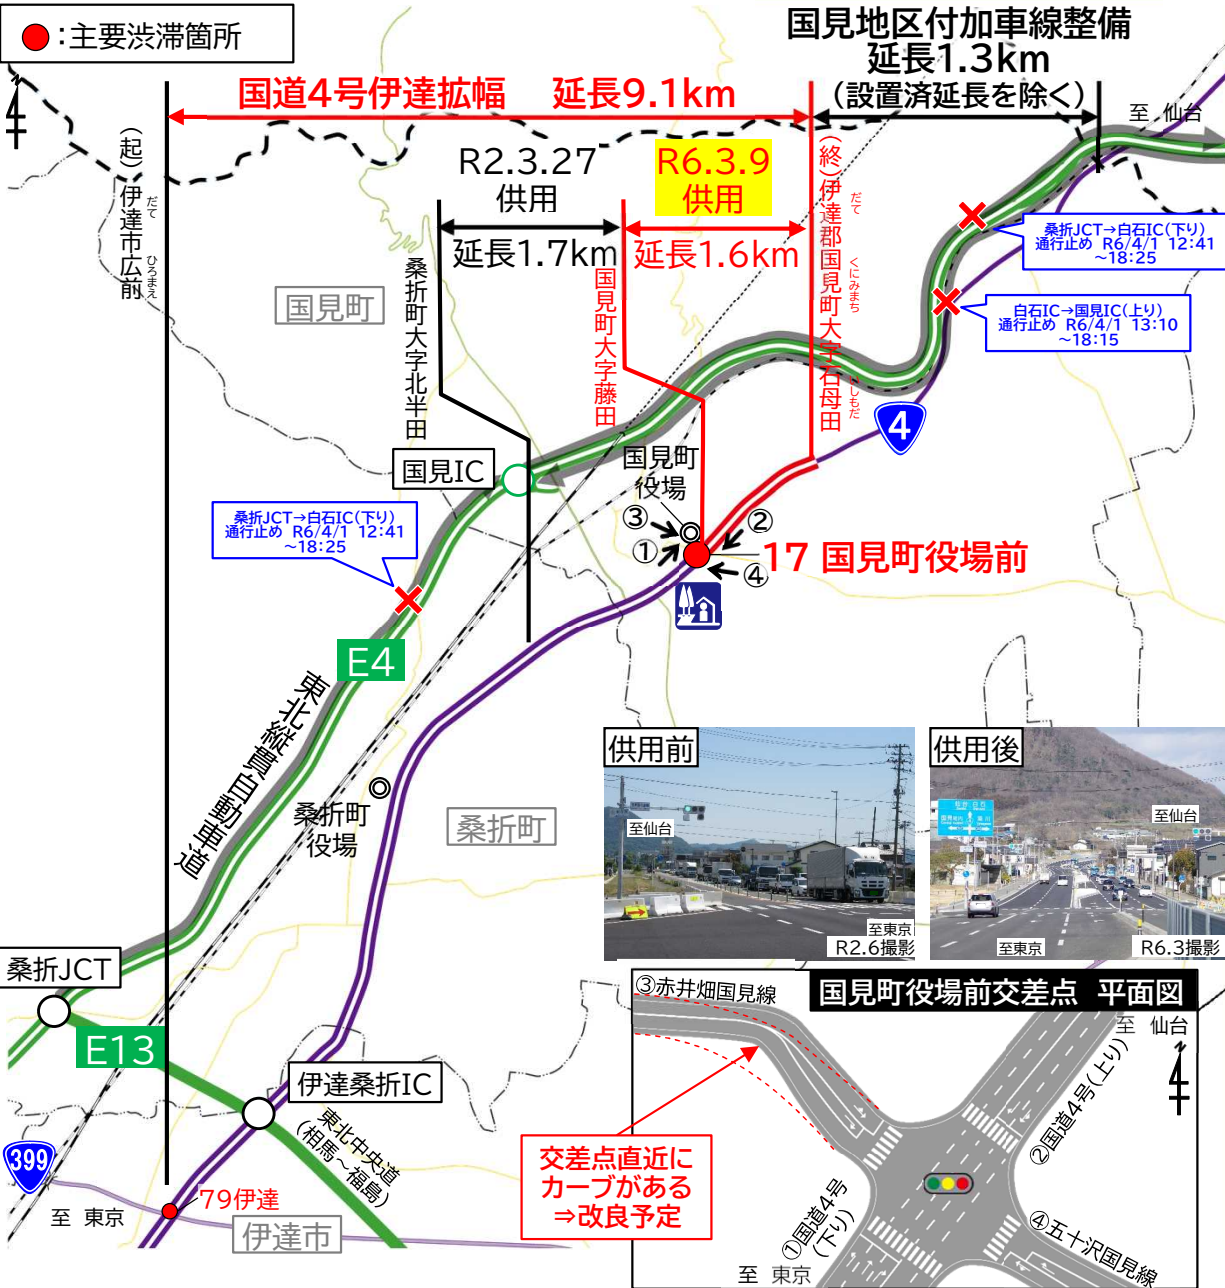 ：主要渋滞箇所
国見地区付加車線整備
延長1.3km
（設置済延長を除く）
国道4号伊達拡幅　延長9.1km
至 仙台
R2.3.27
供用
延長1.7km
R6.3.9
供用
延長1.6km
（起）伊達市広前
だて
ひろまえ
桑折町大字北半田
国見町大字藤田
（終）伊達郡国見町大字石母田
だて
くにみまち
いしもだ
桑折JCT→白石IC(下り)
通行止め R6/4/1 12:41
～18:25
白石IC→国見IC(上り)
通行止め R6/4/1 13:10
～18:15
国見町
4
国見IC
国見町
役場
桑折JCT→白石IC(下り)
通行止め R6/4/1 12:41
～18:25
③
②
①
④
17 国見町役場前
E4
東北縦貫自動車道
桑折町
役場
桑折町
供用前
至仙台
至東京
R2.6撮影
供用後
至仙台
至東京
R6.3撮影
桑折JCT
E13
伊達桑折IC
東北中央道
（相馬～福島）
399
79伊達
至 東京
伊達市
国見町役場前交差点　平面図
③赤井畑国見線
至 仙台
②国道4号(上り)
交差点直近に
カーブがある
⇒改良予定
①国道4号
(下り)
④五十沢国見線
至 東京